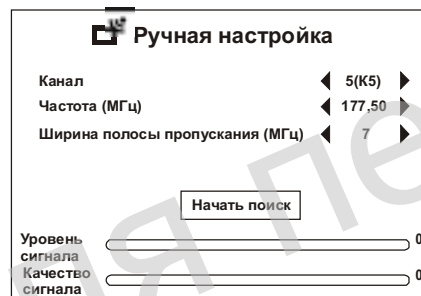 Ручная настройка
Канал 5(K5)
Частота (МГц) 177,50
Ширина полосы пропускания (МГц) 7
Начать поиск
Уровень сигнала 0
Качество сигнала 0